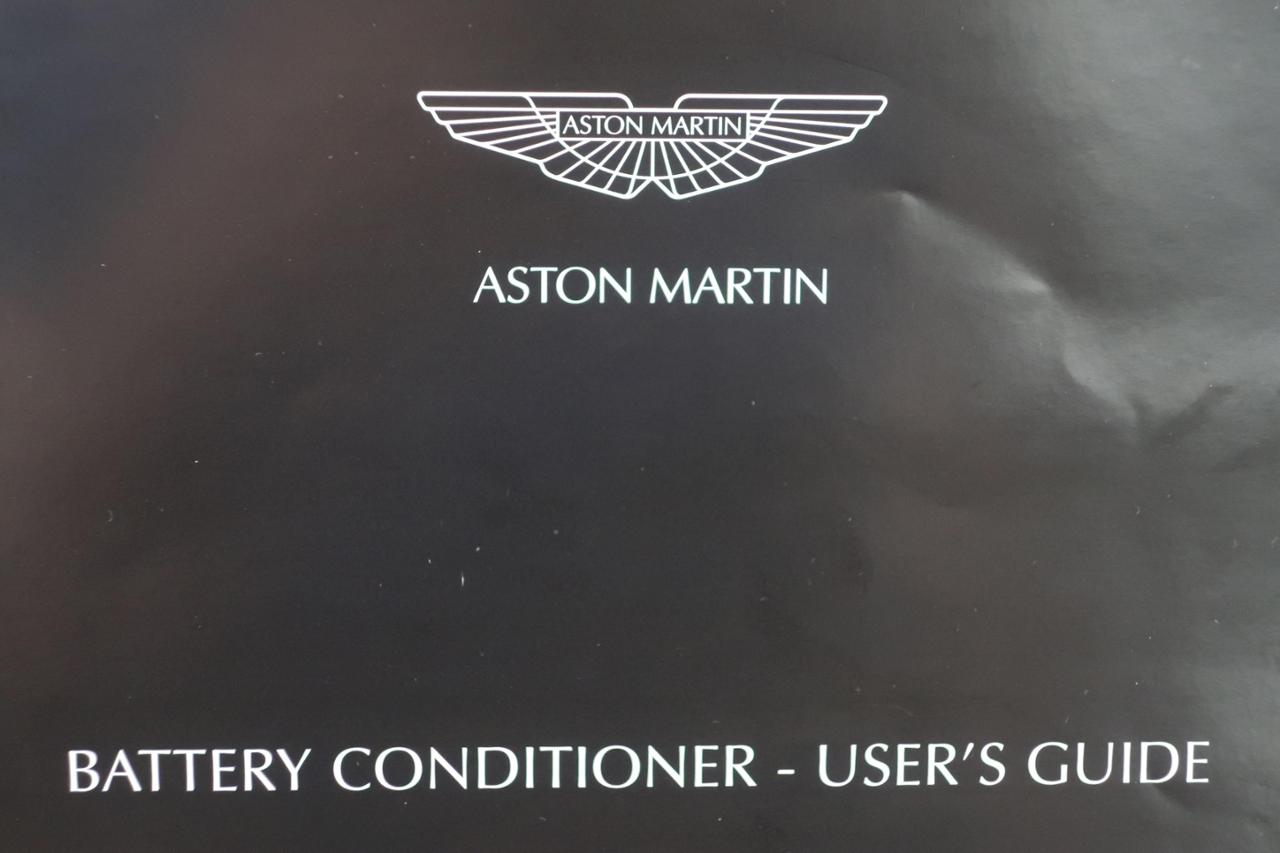 ASTON MARTIN
ASTON MARTIN
BATTERY CONDITIONER - USER'S GUIDE